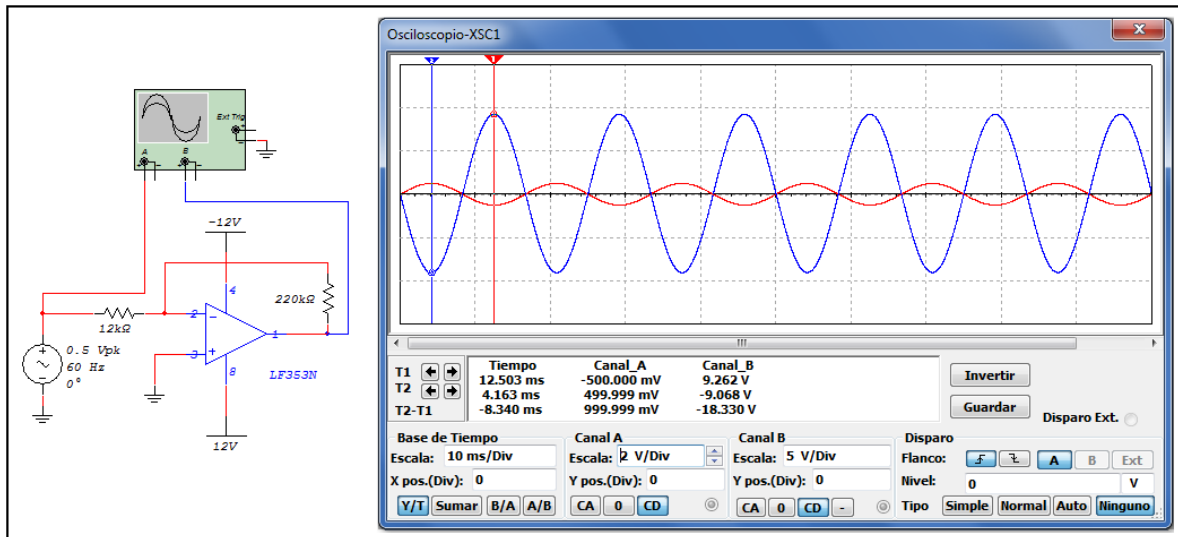 Osciloscopio-XSC1
Ext Trig
A
B
-12V
4
220kΩ
2
12kΩ
1
3
0.5 Vpk
60 Hz
0°
8
LF353N
12V
2
1
T1
T2
T2-T1
Tiempo Canal_A Canal_B
12.503 ms -500.000 mV 9.262 V
4.163 ms 499.999 mV -9.068 V
-8.340 ms 999.999 mV -18.330 V
Invertir
Guardar
Disparo Ext.
Base de Tiempo
Escala: 10 ms/Div
X pos.(Div): 0
Y/T Sumar B/A A/B
Canal A
Escala: 2 V/Div
Y pos.(Div): 0
CA 0 CD
Canal B
Escala: 5 V/Div
Y pos.(Div): 0
CA 0 CD -
Disparo
Flanco: A B Ext
Nivel: 0 V
Tipo Simple Normal Auto Ninguno